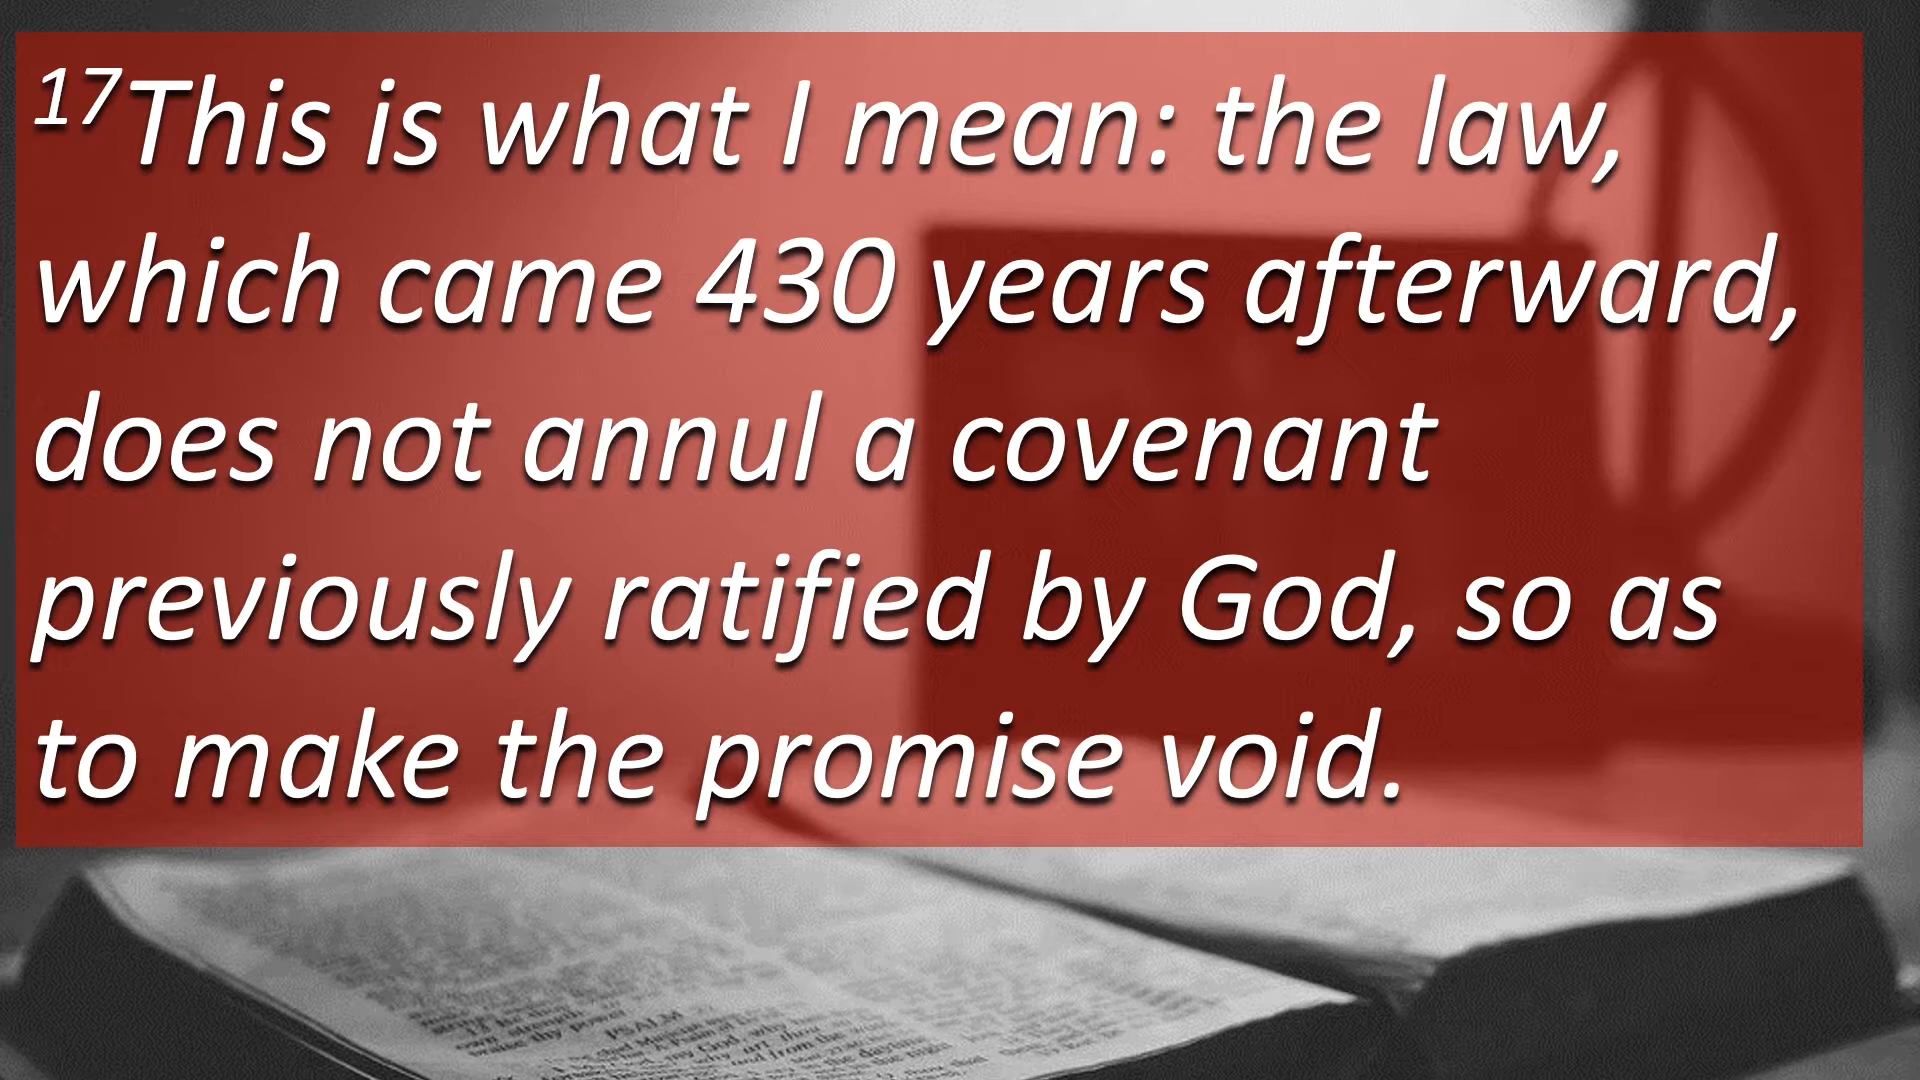 17This is what I mean: the law,
which came 430 years afterward,
does not annul a covenant
previously ratified by God, so as
to make the promise void.
PSALM